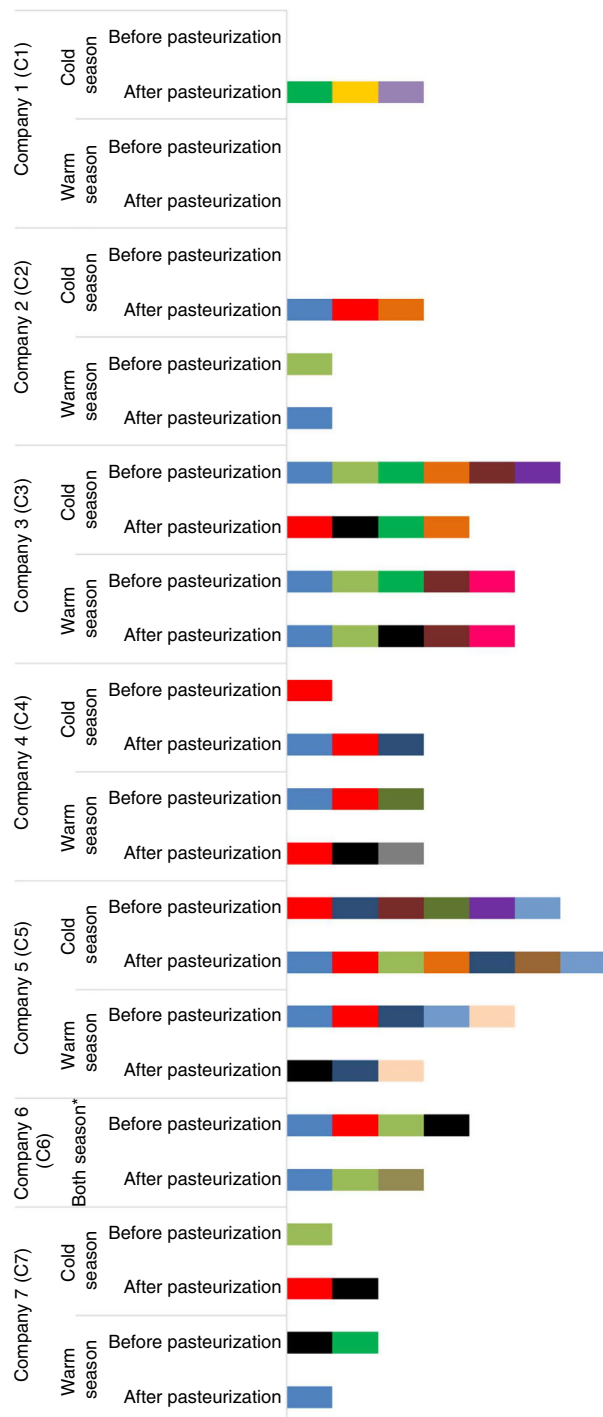 Company 1 (C1)
Cold
season
Before pasteurization
After pasteurization
Warm
season
Before pasteurization
After pasteurization
Company 2 (C2)
Cold
season
Before pasteurization
After pasteurization
Warm
season
Before pasteurization
After pasteurization
Company 3 (C3)
Cold
season
Before pasteurization
After pasteurization
Warm
season
Before pasteurization
After pasteurization
Company 4 (C4)
Cold
season
Before pasteurization
After pasteurization
Warm
season
Before pasteurization
After pasteurization
Company 5 (C5)
Cold
season
Before pasteurization
After pasteurization
Warm
season
Before pasteurization
After pasteurization
Company 6
(C6)
Both season*
Before pasteurization
After pasteurization
Company 7 (C7)
Cold
season
Before pasteurization
After pasteurization
Warm
season
Before pasteurization
After pasteurization